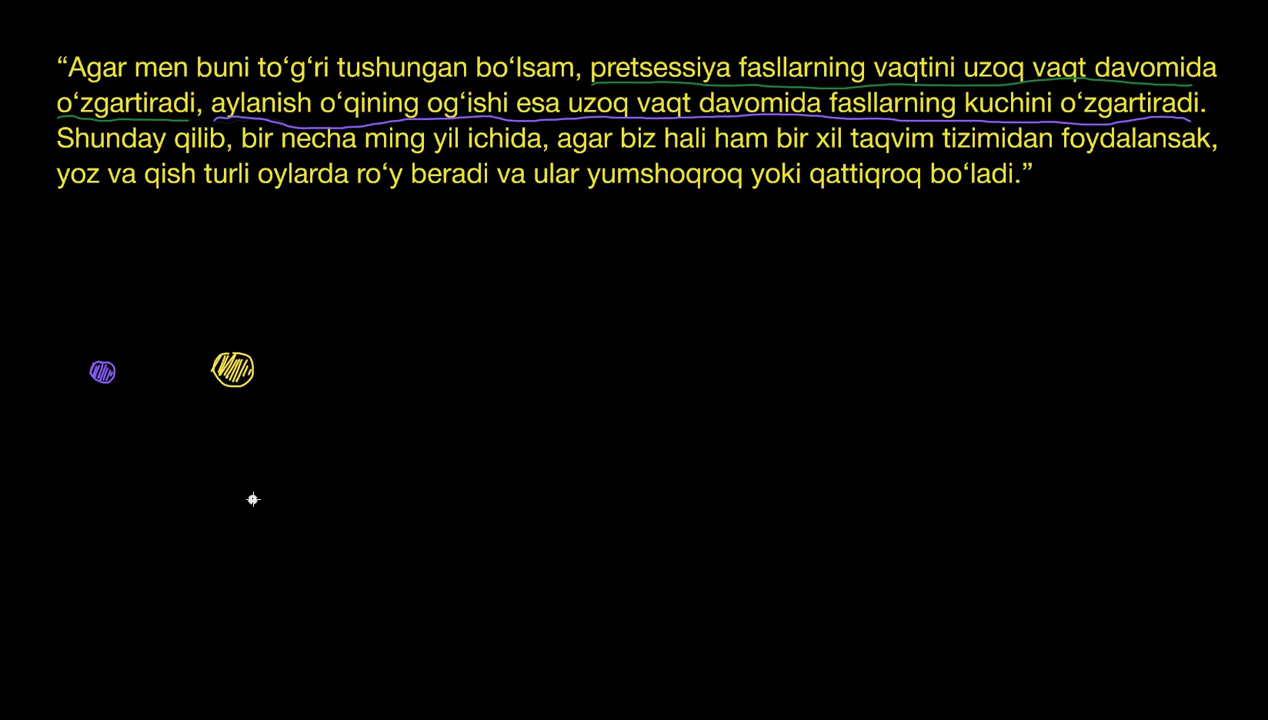 “Agar men buni to‘g‘ri tushungan bo‘lsam, pretsessiya fasllarning vaqtini uzoq vaqt davomida
o‘zgartiradi, aylanish o‘qining og‘ishi esa uzoq vaqt davomida fasllarning kuchini o‘zgartiradi.
Shunday qilib, bir necha ming yil ichida, agar biz hali ham bir xil taqvim tizimidan foydalansak,
yoz va qish turli oylarda ro‘y beradi va ular yumshoqroq yoki qattiqroq bo‘ladi.”